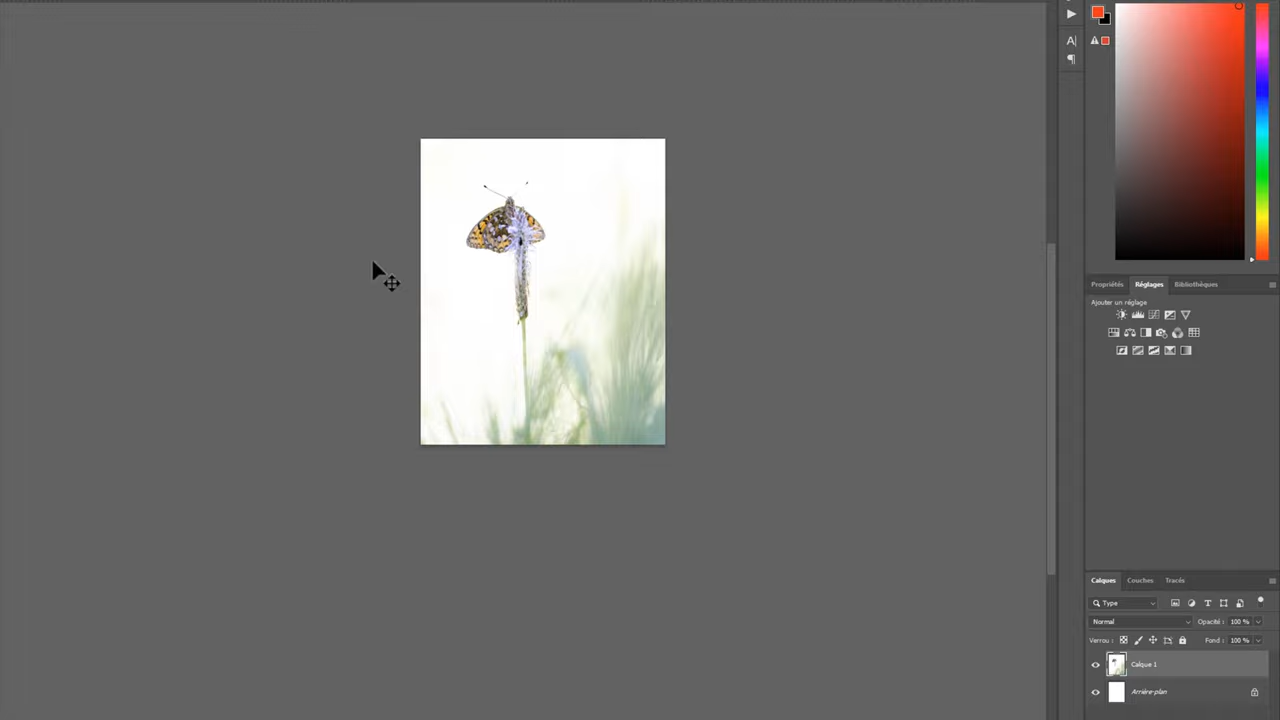 Propriétés Réglages Bibliothèques
Ajouter un réglage
Calques Couches Tracés
Type
Normal Opacité : 100 %
Verrou : Fond : 100 %
Calque 1
Arrière-plan